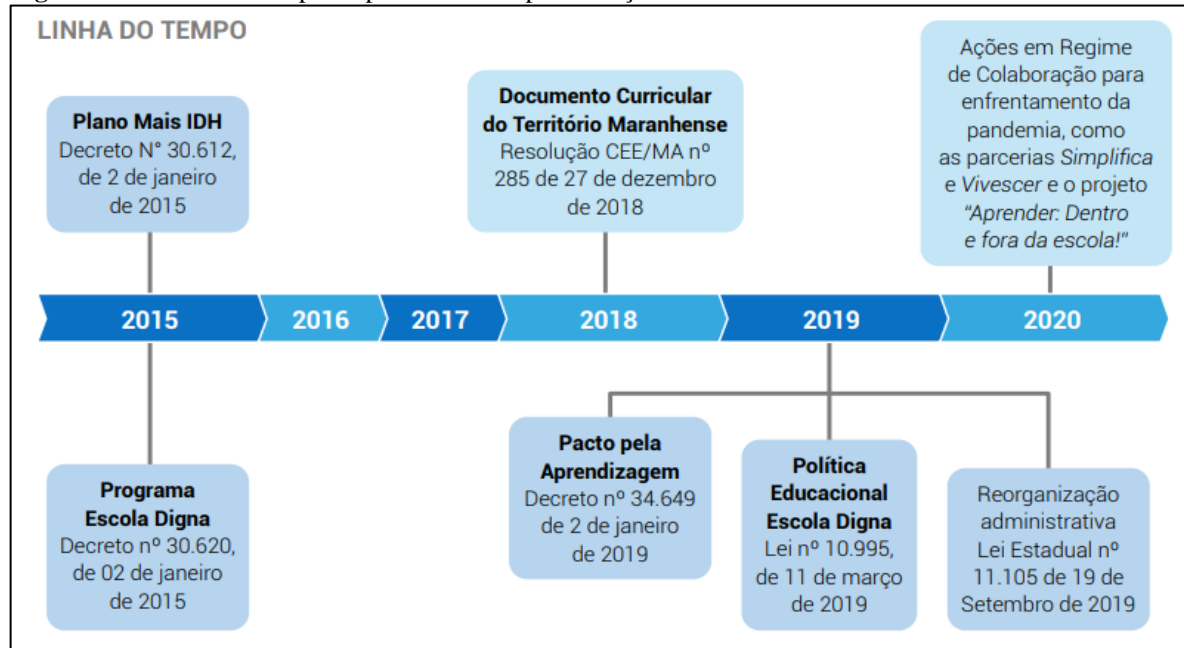 LINHA DO TEMPO
Plano Mais IDH
Decreto N° 30.612,
de 2 de janeiro
de 2015
Documento Curricular
do Território Maranhense
Resolução CEE/MA nº
285 de 27 de dezembro
de 2018
Ações em Regime
de Colaboração para
enfrentamento da
pandemia, como
as parcerias Simplifica
e Vivescer e o projeto
“Aprender: Dentro
e fora da escola!”
2015
2016
2017
2018
2019
2020
Programa
Escola Digna
Decreto nº 30.620,
de 02 de janeiro
de 2015
Pacto pela
Aprendizagem
Decreto nº 34.649
de 2 de janeiro
de 2019
Política
Educacional
Escola Digna
Lei nº 10.995,
de 11 de março
de 2019
Reorganização
administrativa
Lei Estadual nº
11.105 de 19 de
Setembro de 2019